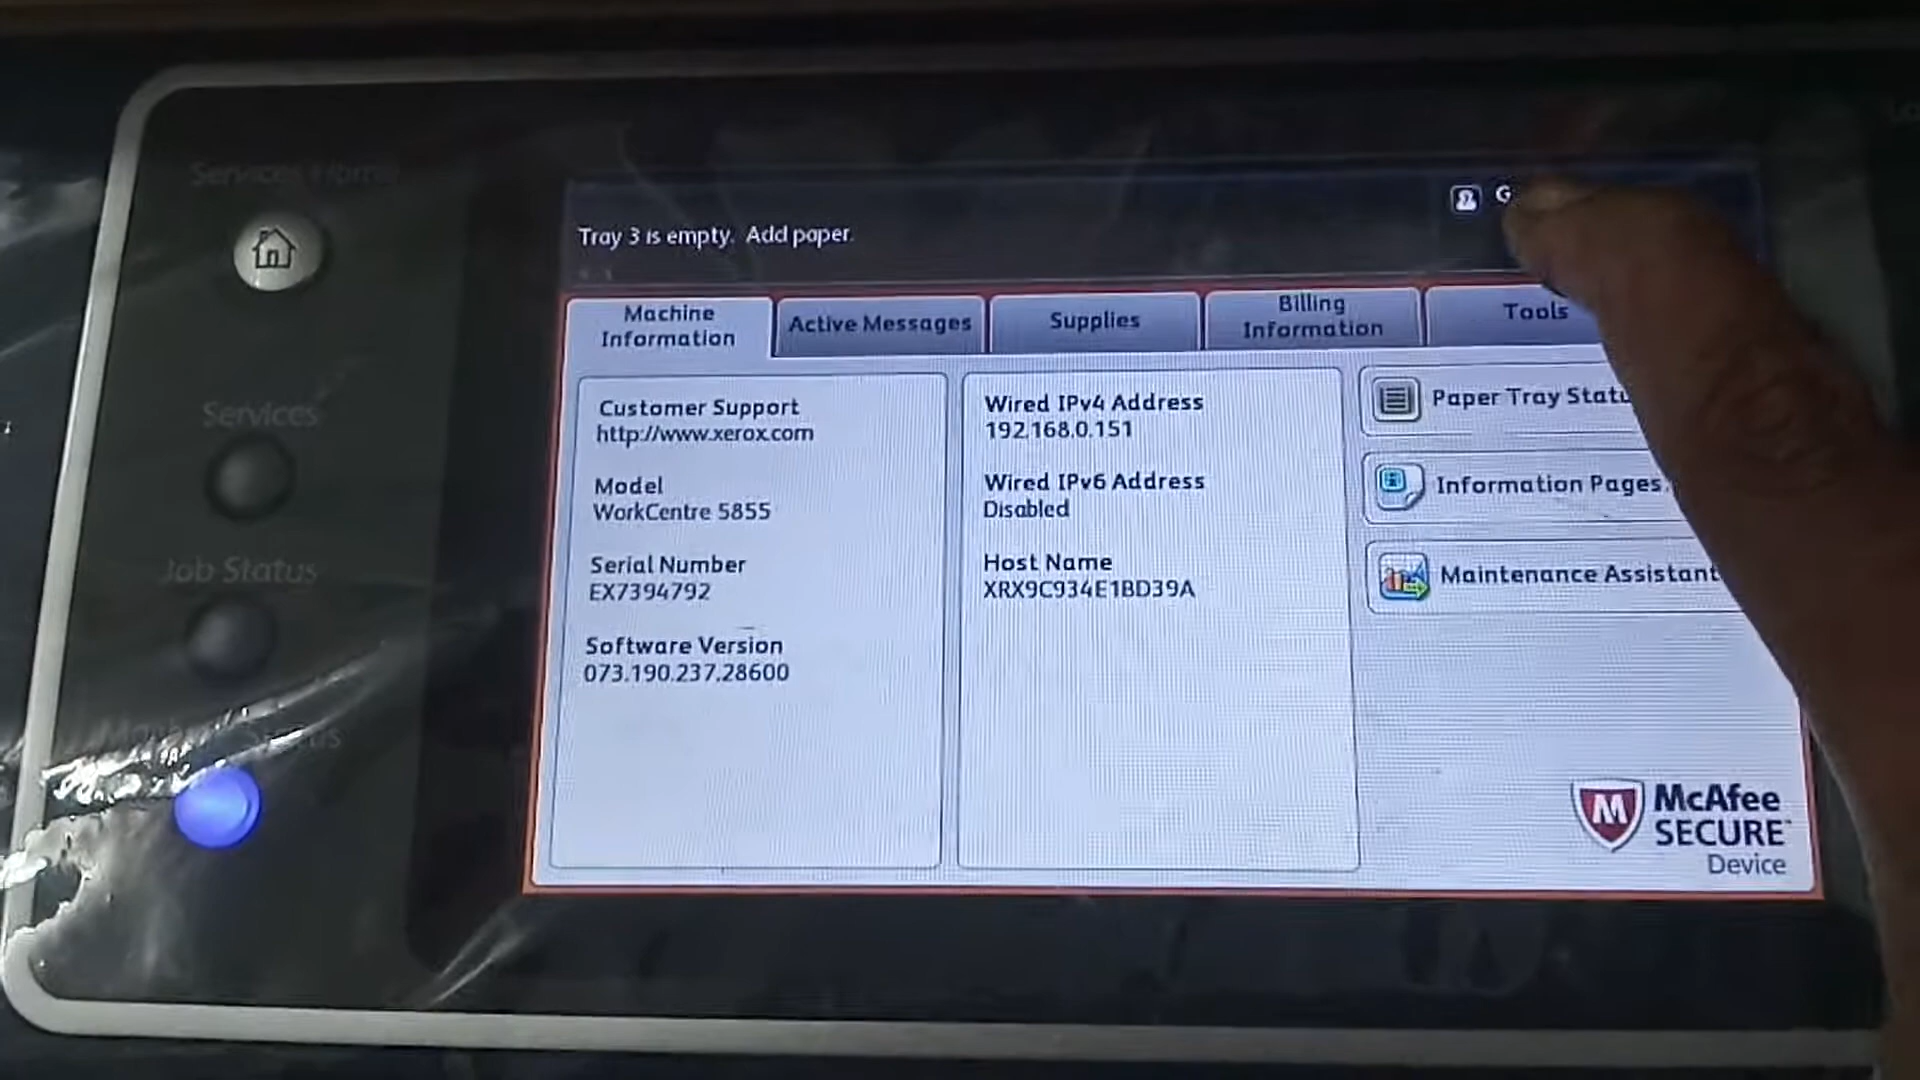 Services Home
Services
Job Status
Tray 3 is empty. Add paper.
G
Machine
Information
Active Messages
Supplies
Billing
Information
Tools
Customer Support
http://www.xerox.com
Model
WorkCentre 5855
Serial Number
EX7394792
Software Version
073.190.237.28600
Wired IPv4 Address
192.168.0.151
Wired IPv6 Address
Disabled
Host Name
XRX9C934E1BD39A
Paper Tray Statu
Information Pages
Maintenance Assistant
M
McAfee
SECURE
Device